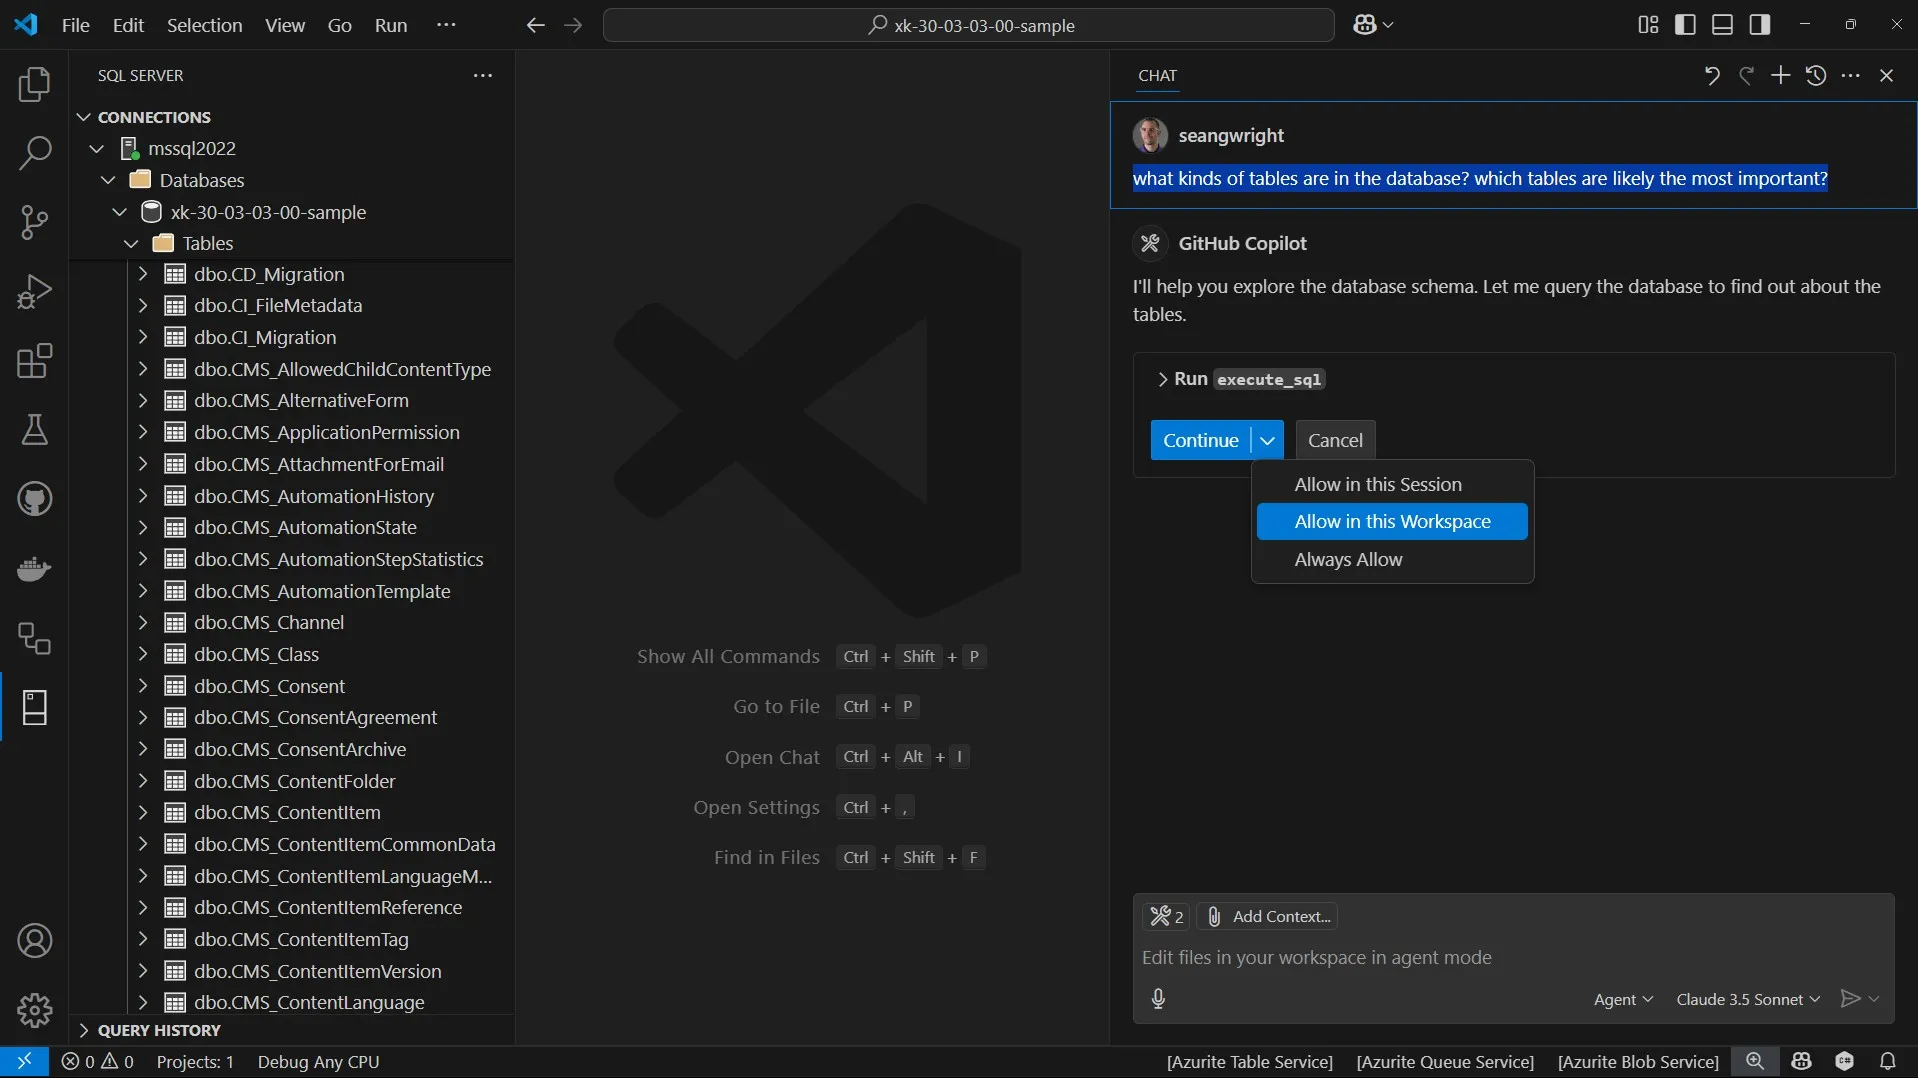 File Edit Selection View Go Run ···
xk-30-03-03-00-sample
SQL SERVER
CONNECTIONS
mssql2022
Databases
xk-30-03-03-00-sample
Tables
dbo.CD_Migration
dbo.CI_FileMetadata
dbo.CI_Migration
dbo.CMS_AllowedChildContentType
dbo.CMS_AlternativeForm
dbo.CMS_ApplicationPermission
dbo.CMS_AttachmentForEmail
dbo.CMS_AutomationHistory
dbo.CMS_AutomationState
dbo.CMS_AutomationStepStatistics
dbo.CMS_AutomationTemplate
dbo.CMS_Channel
dbo.CMS_Class
dbo.CMS_Consent
dbo.CMS_ConsentAgreement
dbo.CMS_ConsentArchive
dbo.CMS_ContentFolder
dbo.CMS_ContentItem
dbo.CMS_ContentItemCommonData
dbo.CMS_ContentItemLanguageM...
dbo.CMS_ContentItemReference
dbo.CMS_ContentItemTag
dbo.CMS_ContentItemVersion
dbo.CMS_ContentLanguage
QUERY HISTORY
Show All Commands Ctrl + Shift + P
Go to File Ctrl + P
Open Chat Ctrl + Alt + I
Open Settings Ctrl + ,
Find in Files Ctrl + Shift + F
CHAT
seangwright
what kinds of tables are in the database? which tables are likely the most important?
GitHub Copilot
I'll help you explore the database schema. Let me query the database to find out about the
tables.
Run execute_sql
Continue Cancel
Allow in this Session
Allow in this Workspace
Always Allow
2 Add Context...
Edit files in your workspace in agent mode
Agent Claude 3.5 Sonnet
0 0 Projects: 1 Debug Any CPU [Azurite Table Service] [Azurite Queue Service] [Azurite Blob Service]